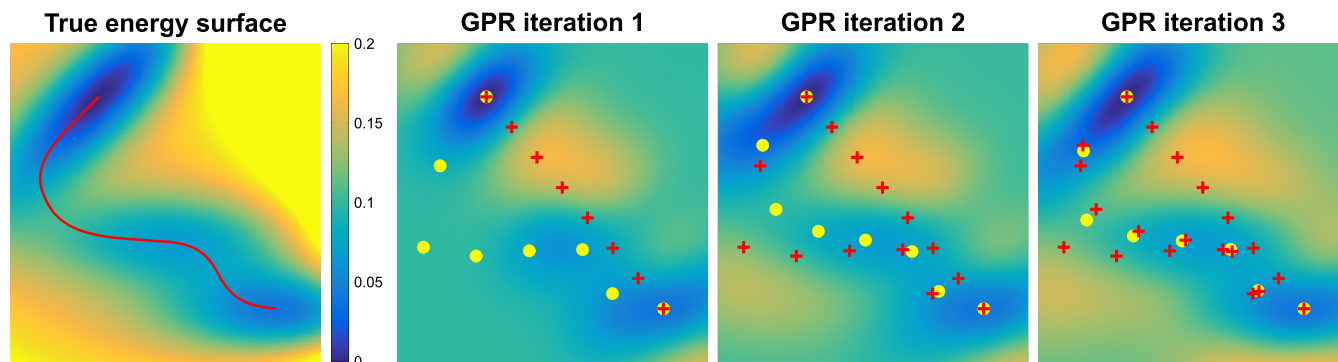 True energy surface
GPR iteration 1
GPR iteration 2
GPR iteration 3
0.2
0.15
0.1
0.05
0